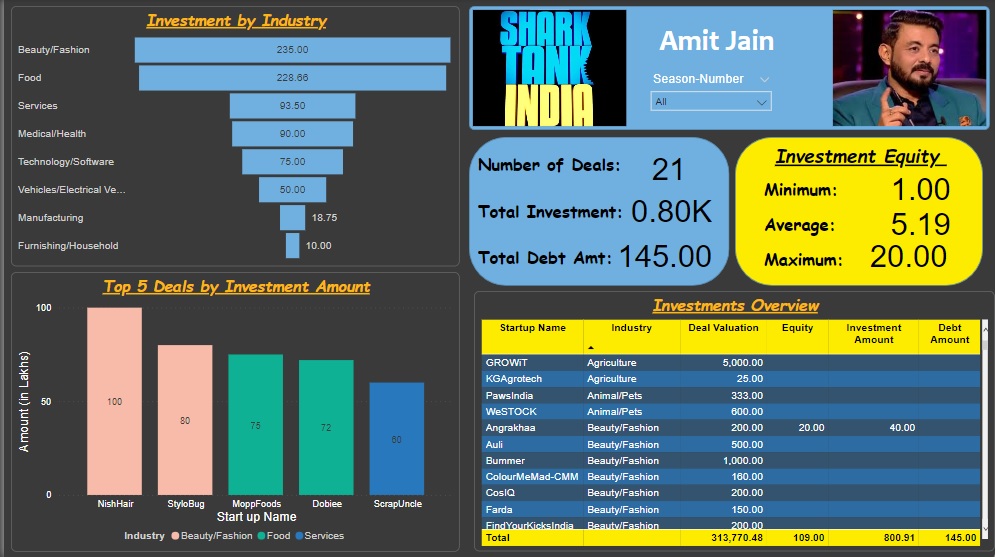 Investment by Industry
Beauty/Fashion 235.00
Food 228.66
Services 93.50
Medical/Health 90.00
Technology/Software 75.00
Vehicles/Electrical Ve... 50.00
Manufacturing 18.75
Furnishing/Household 10.00
SHARK
TANK
INDIA
Amit Jain
Season-Number
All
Number of Deals: 21
Total Investment: 0.80K
Total Debt Amt: 145.00
Investment Equity
Minimum: 1.00
Average: 5.19
Maximum: 20.00
Top 5 Deals by Investment Amount
Amount (in Lakhs)
100
50
0
100
80
75
72
60
NishHair StyloBug MoppFoods Dobiee ScrapUncle
Start up Name
Industry Beauty/Fashion Food Services
Investments Overview
Startup Name Industry Deal Valuation Equity Investment Amount Debt Amount
GROWiT Agriculture 5,000.00
KGAgrotech Agriculture 25.00
PawsIndia Animal/Pets 333.00
WeSTOCK Animal/Pets 600.00
Angrakhaa Beauty/Fashion 200.00 20.00 40.00
Auli Beauty/Fashion 500.00
Bummer Beauty/Fashion 1,000.00
ColourMeMad-CMM Beauty/Fashion 160.00
CosIQ Beauty/Fashion 200.00
Farda Beauty/Fashion 150.00
FindYourKicksIndia Beauty/Fashion 200.00
Total 313,770.48 109.00 800.91 145.00